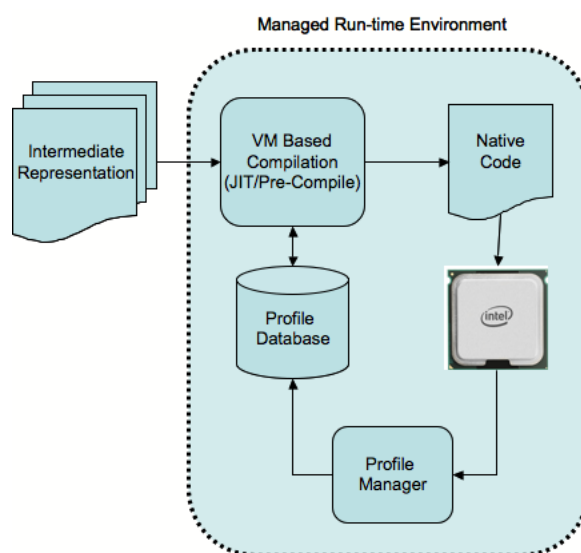 Managed Run-time Environment
Intermediate
Representation
VM Based
Compilation
(JIT/Pre-Compile)
Native
Code
Profile
Database
intel
Profile
Manager